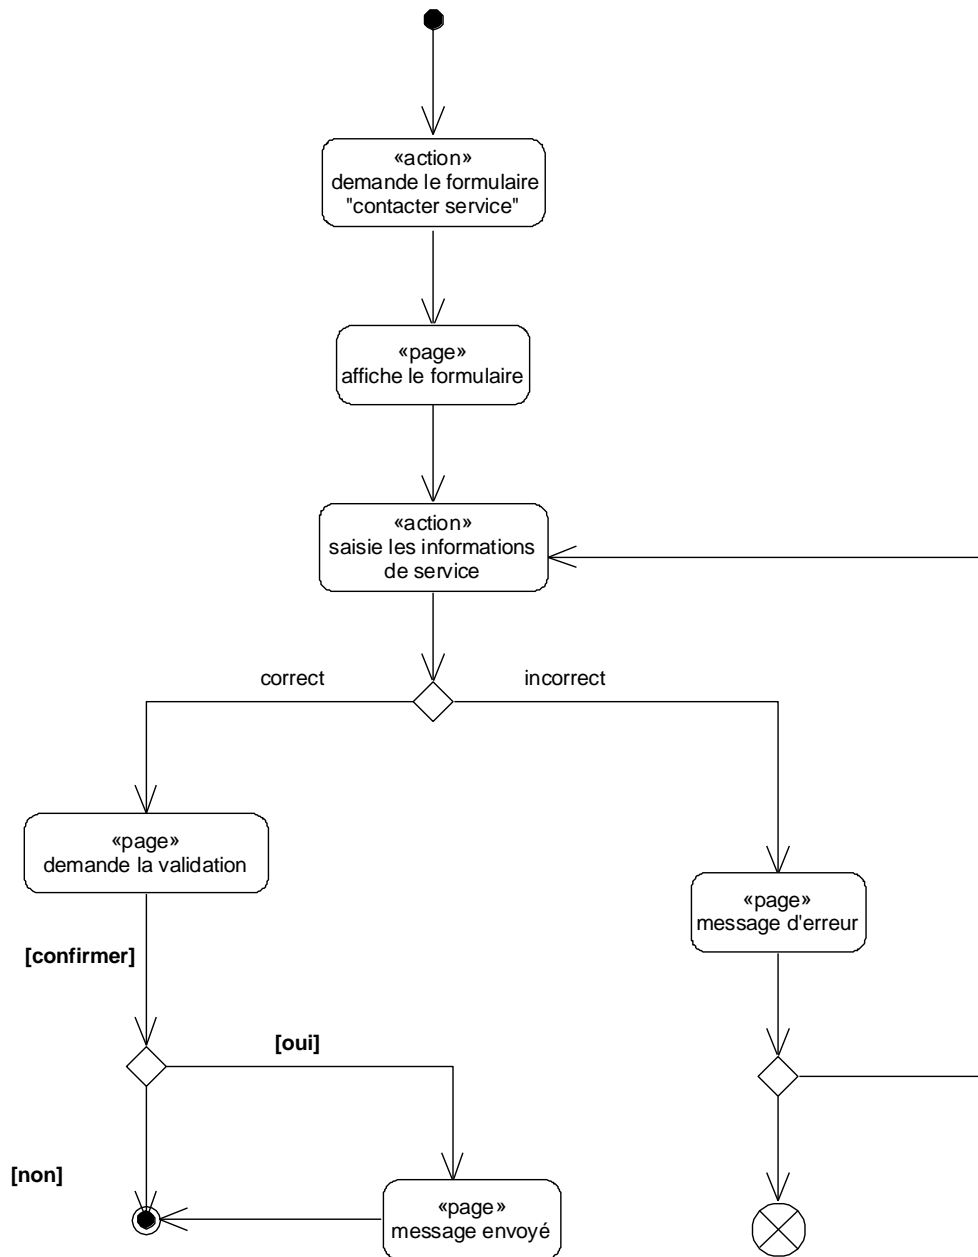 «action»
demande le formulaire
"contacter service"
«page»
affiche le formulaire
«action»
saisie les informations
de service
correct
incorrect
«page»
demande la validation
«page»
message d'erreur
[confirmer]
[oui]
[non]
«page»
message envoyé